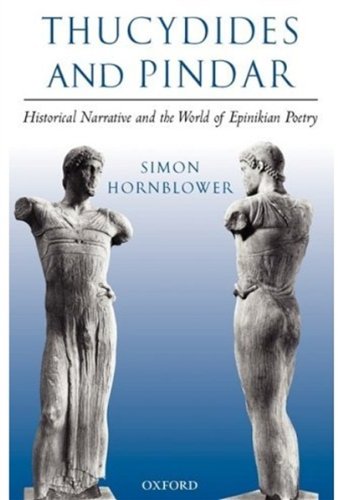 THUCYDIDES
AND PINDAR
Historical Narrative and the World of Epinikian Poetry
SIMON
HORNBLOWER
OXFORD